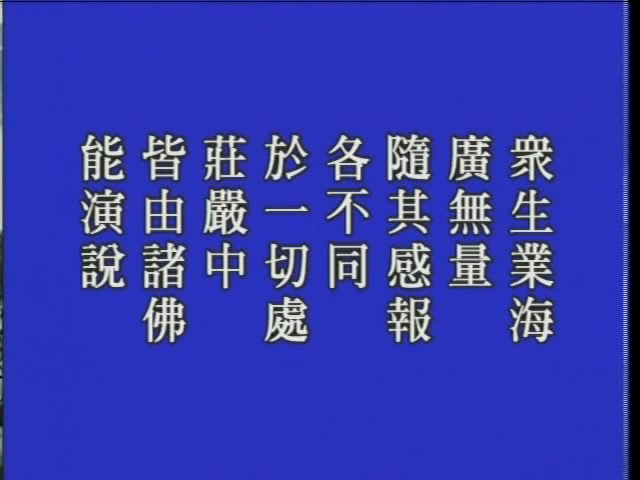 眾生業海
廣無量
隨其感報
各不同
於一切處
莊嚴中
皆由諸佛
能演說